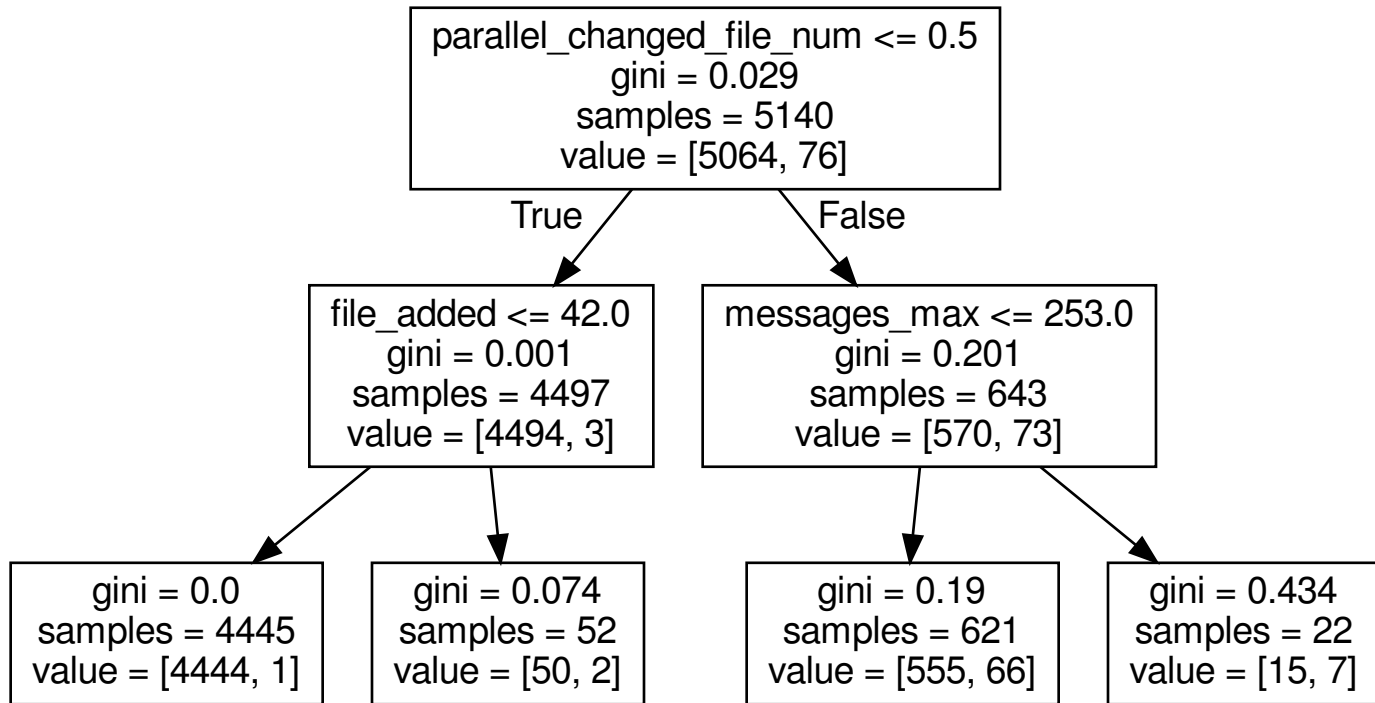 parallel_changed_file_num <= 0.5
gini = 0.029
samples = 5140
value = [5064, 76]
True
False
file_added <= 42.0
gini = 0.001
samples = 4497
value = [4494, 3]
messages_max <= 253.0
gini = 0.201
samples = 643
value = [570, 73]
gini = 0.0
samples = 4445
value = [4444, 1]
gini = 0.074
samples = 52
value = [50, 2]
gini = 0.19
samples = 621
value = [555, 66]
gini = 0.434
samples = 22
value = [15, 7]